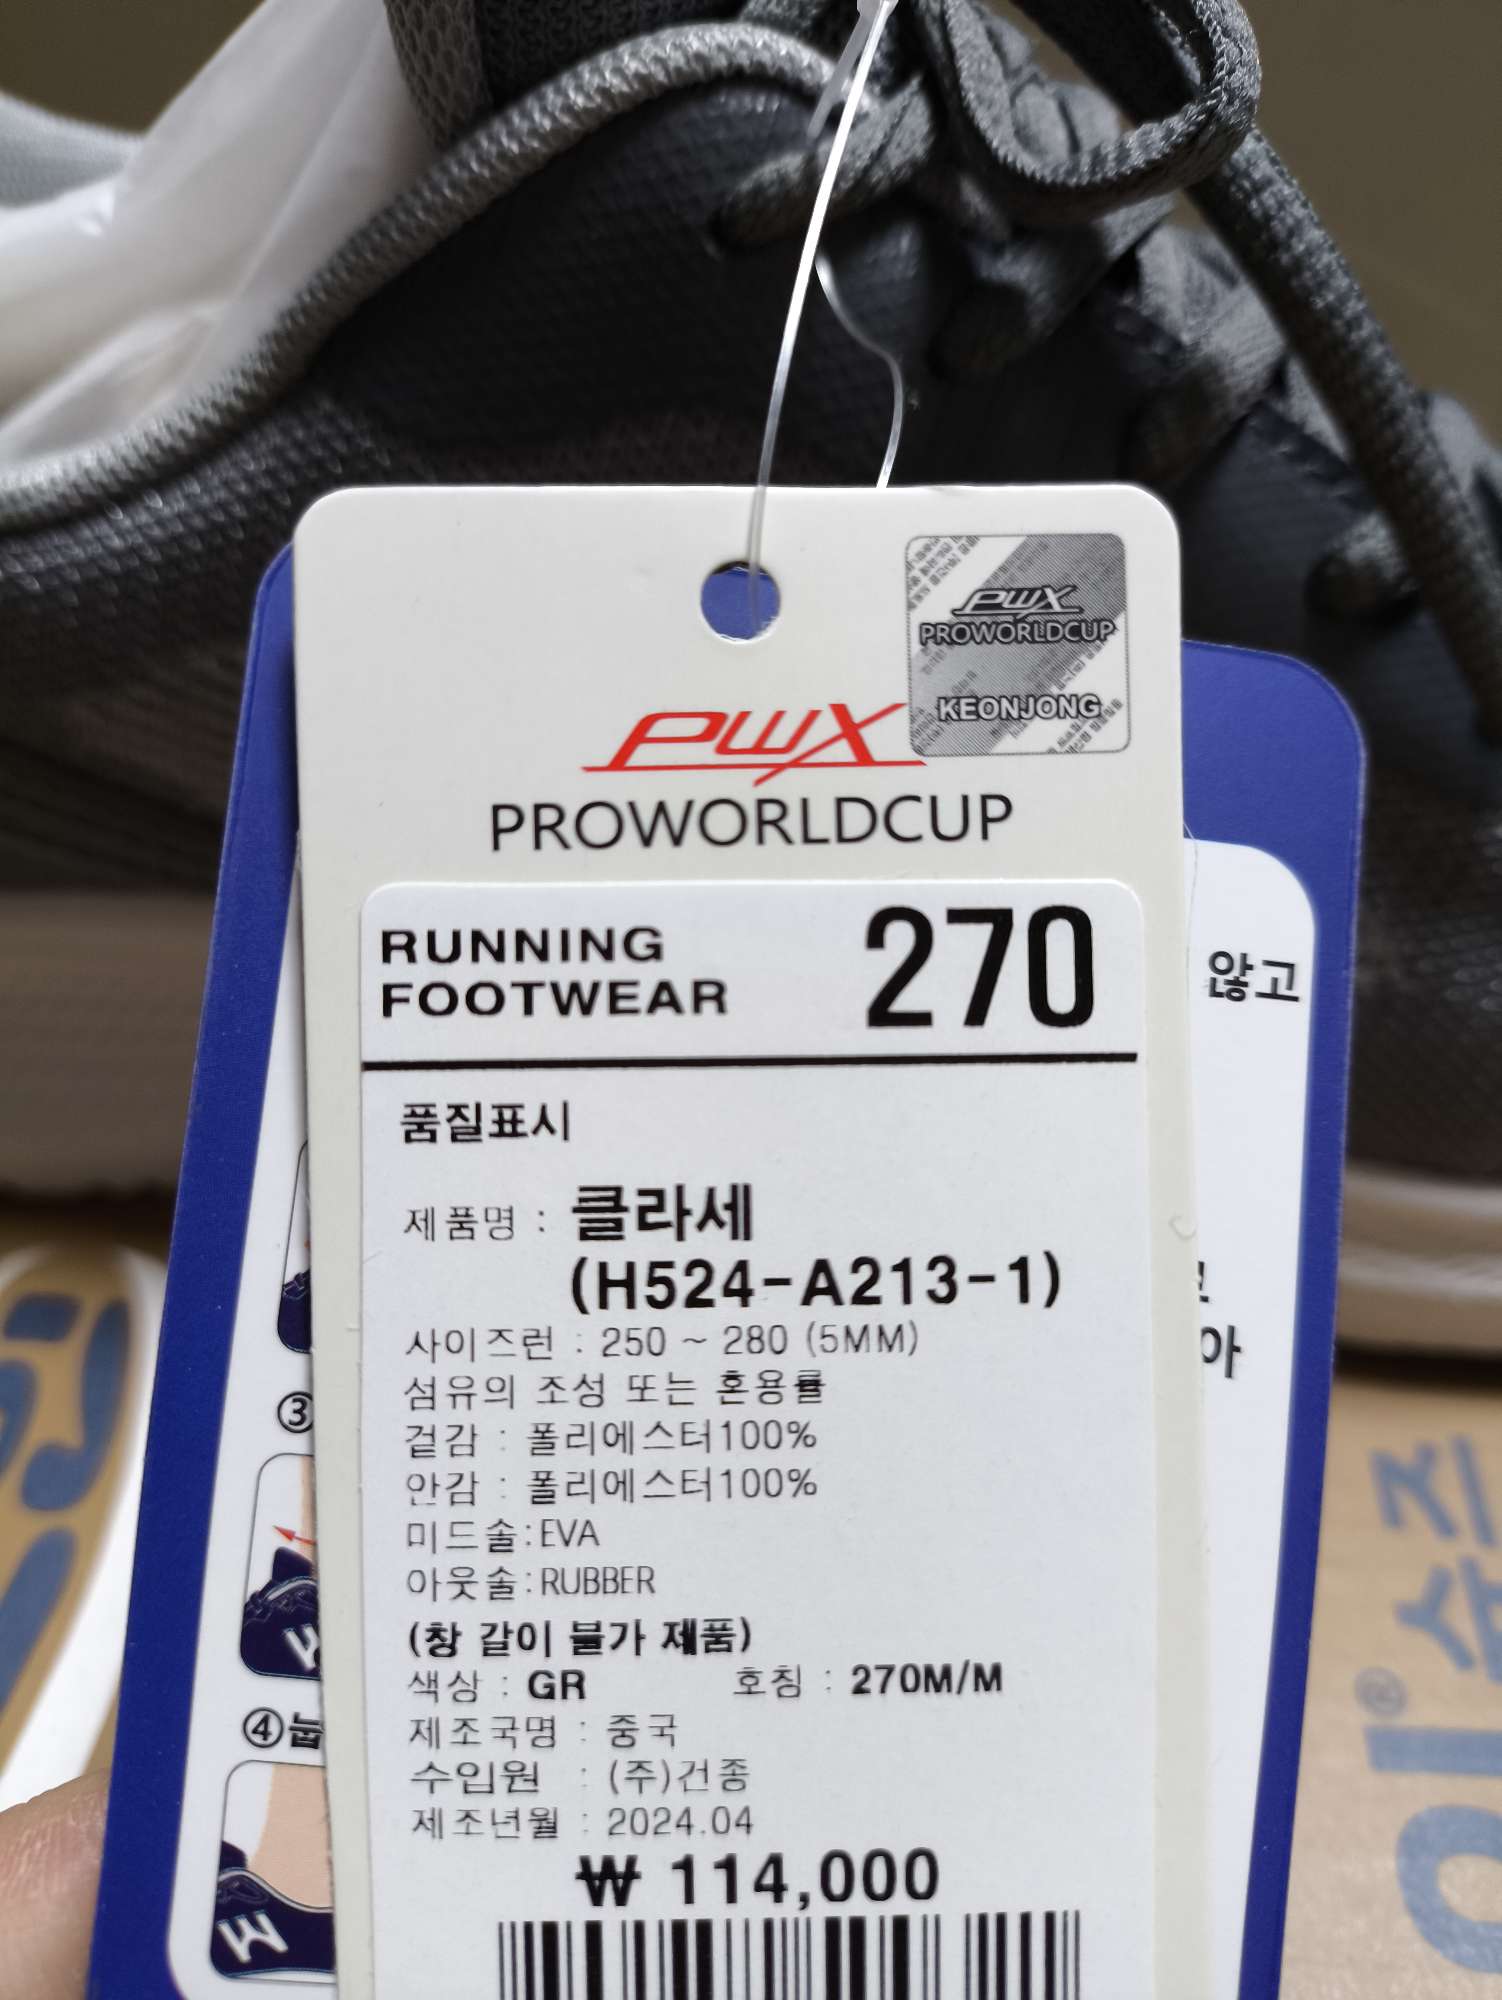 PWX
PROWORLDCUP
KEONJONG
PWX
PROWORLDCUP
RUNNING
FOOTWEAR
270
품질표시
제품명 : 클라세
(H524-A213-1)
사이즈런 : 250 ~ 280 (5MM)
섬유의 조성 또는 혼용률
겉감 : 폴리에스터100%
안감 : 폴리에스터100%
미드솔:EVA
아웃솔:RUBBER
(창 갈이 불가 제품)
색상 : GR 호칭 : 270M/M
제조국명 : 중국
수입원 : (주)건종
제조년월 : 2024.04
₩ 114,000
않고
아
③
④눕